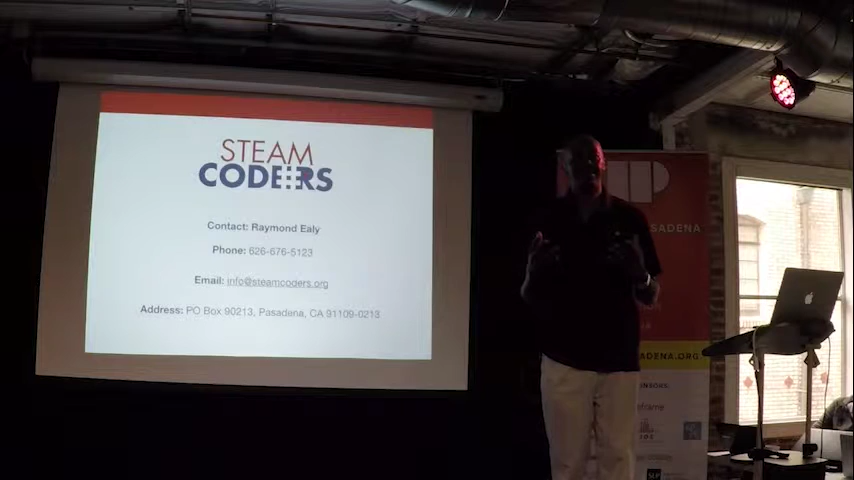 STEAM
CODERS
Contact: Raymond Ealy
Phone: 626-676-5123
Email: info@steamcoders.org
Address: PO Box 90213, Pasadena, CA 91109-0213
SADENA
ADENA.ORG